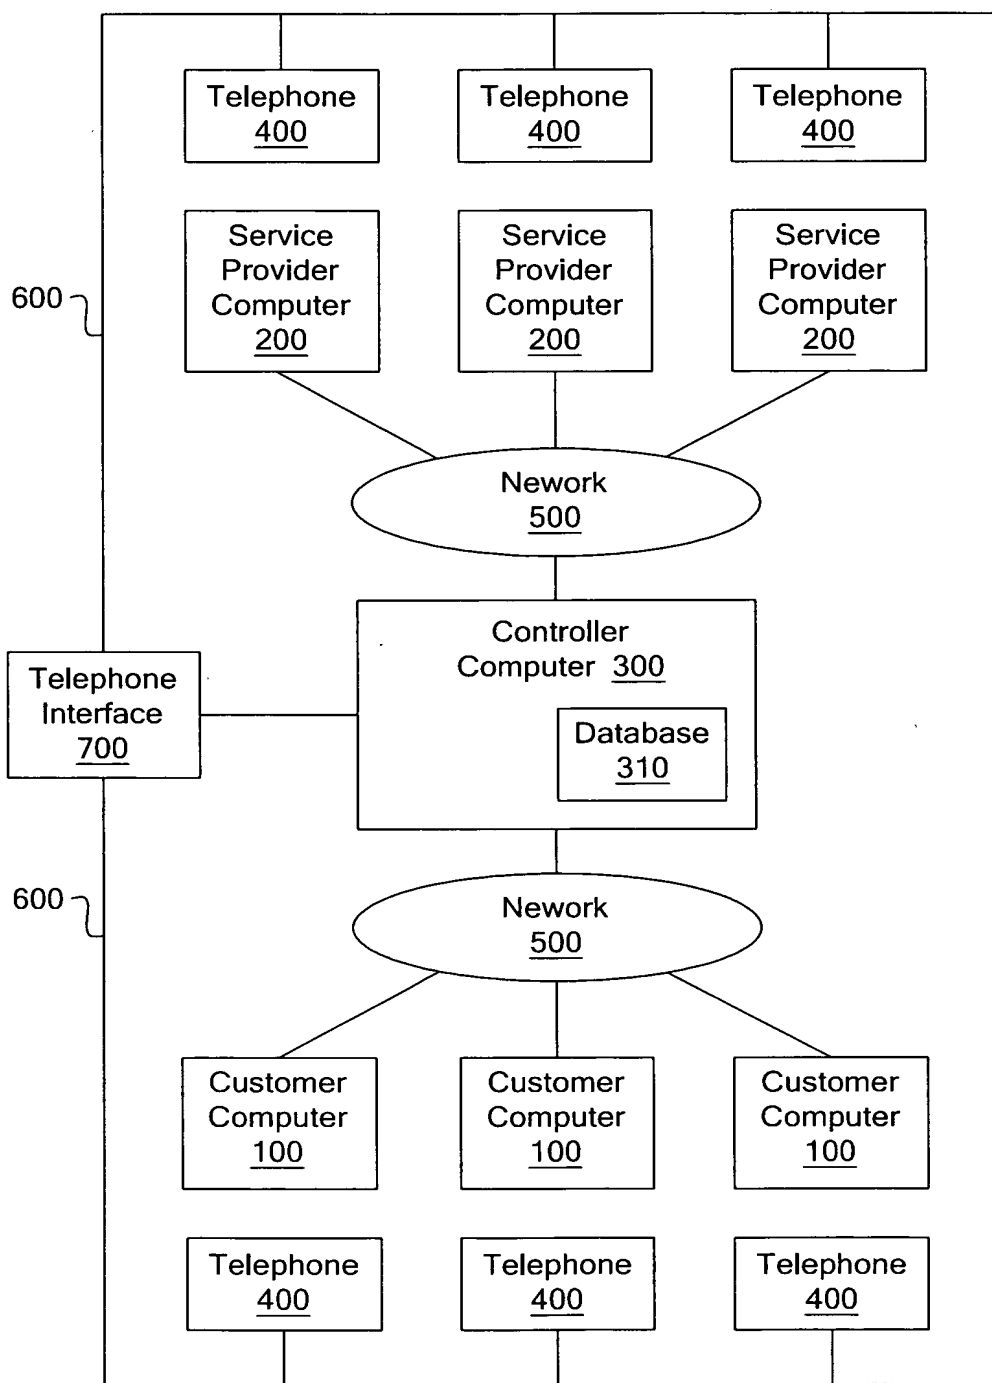 Telephone
400
Telephone
400
Telephone
400
Service
Provider
Computer
200
Service
Provider
Computer
200
Service
Provider
Computer
200
600
Nework
500
Controller
Computer 300
Telephone
Interface
700
Database
310
600
Nework
500
Customer
Computer
100
Customer
Computer
100
Customer
Computer
100
Telephone
400
Telephone
400
Telephone
400